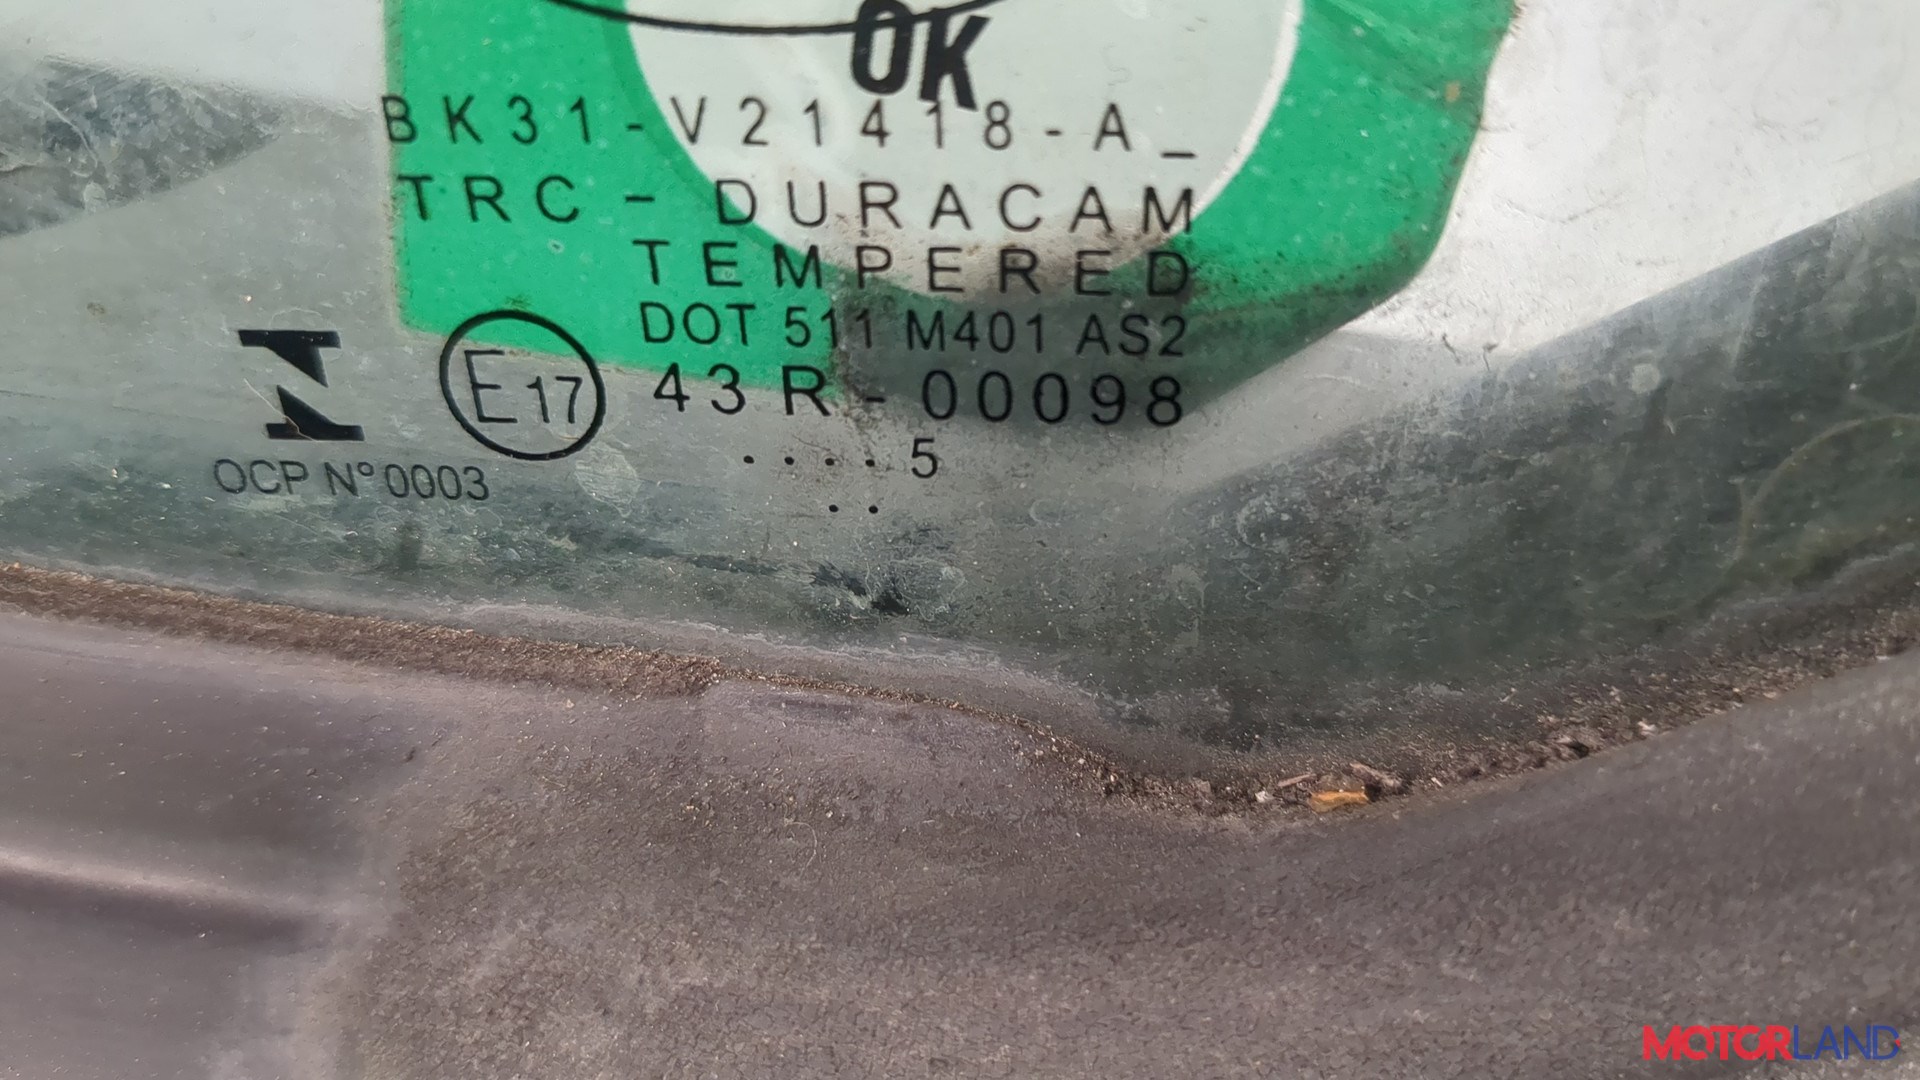 OK
BK31-V21418-A_
TRC - DURACAM
TEMPERED
DOT 511 M401 AS2
E17 43R-00098
OCP N°0003
....5
..
MOTORLAND